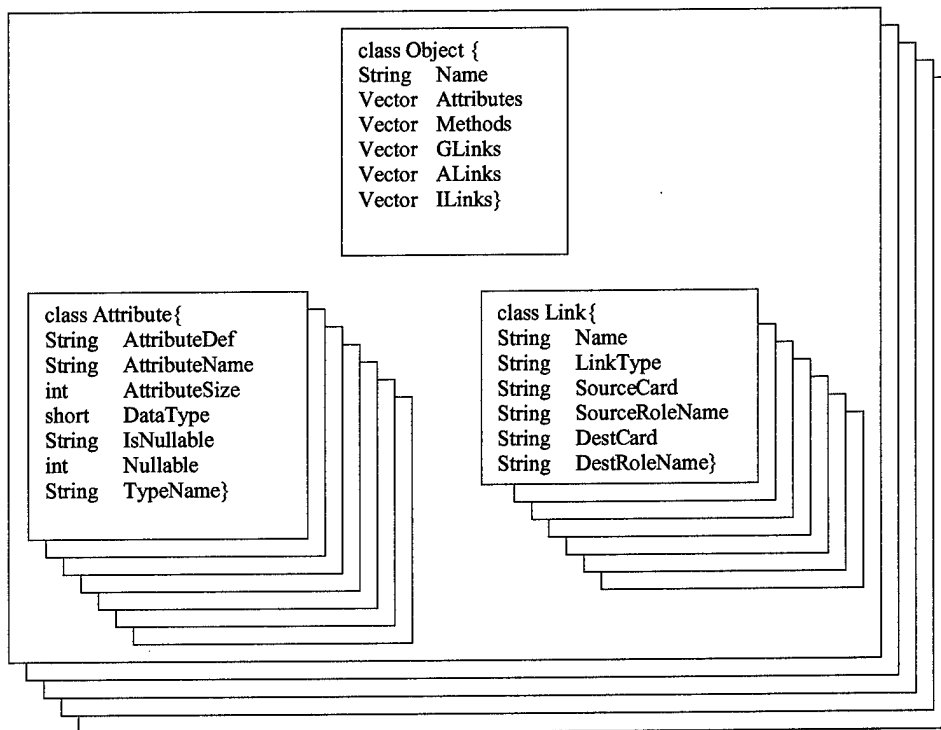 class Object {
String Name
Vector Attributes
Vector Methods
Vector GLinks
Vector ALinks
Vector ILinks}
class Attribute{
String AttributeDef
String AttributeName
int AttributeSize
short DataType
String IsNullable
int Nullable
String TypeName}
class Link{
String Name
String LinkType
String SourceCard
String SourceRoleName
String DestCard
String DestRoleName}